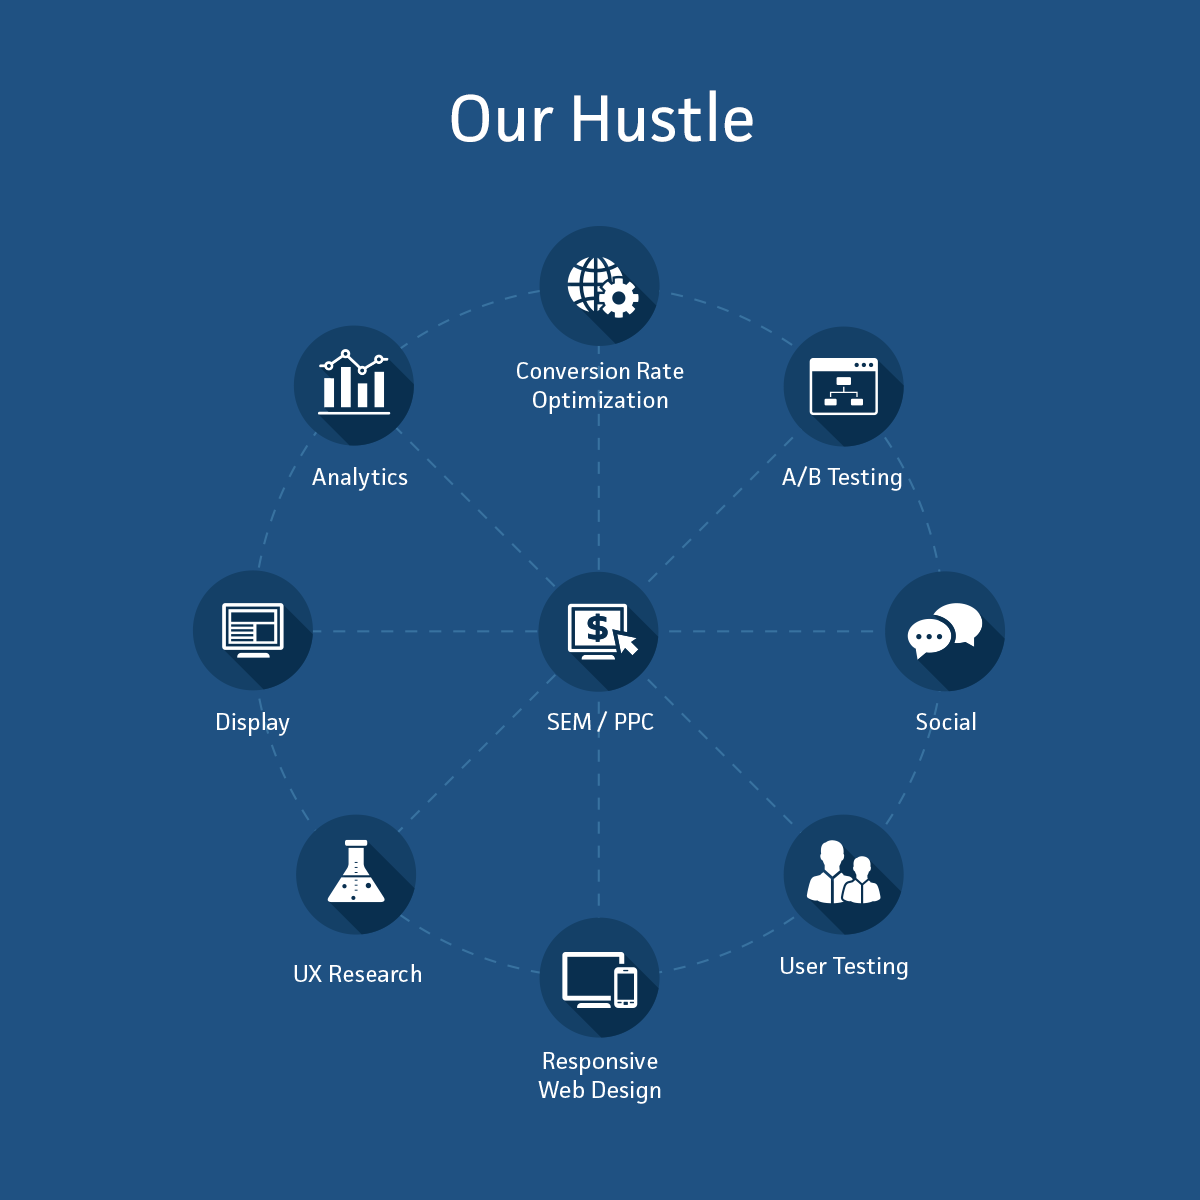 Our Hustle
Conversion Rate
Optimization
Analytics
A/B Testing
Display
$
SEM / PPC
Social
UX Research
User Testing
Responsive
Web Design